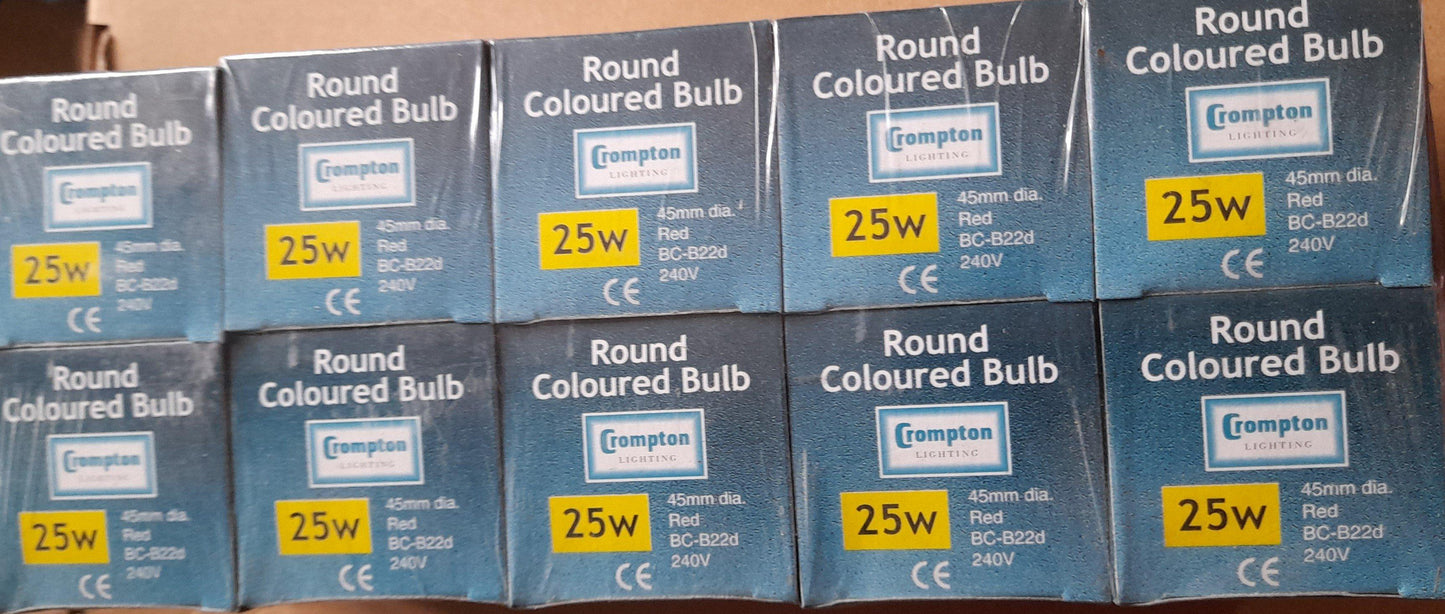 Round
Coloured Bulb
Crompton
LIGHTING
25w
45mm dia.
Red
BC-B22d
240V
CE
Round
Coloured Bulb
Crompton
LIGHTING
25w
45mm dia.
Red
BC-B22d
240V
CE
Round
Coloured Bulb
Crompton
LIGHTING
25w
45mm dia.
Red
BC-B22d
240V
CE
Round
Coloured Bulb
Crompton
LIGHTING
25w
45mm dia.
Red
BC-B22d
240V
CE
Round
Coloured Bulb
Crompton
LIGHTING
25w
45mm dia.
Red
BC-B22d
240V
CE
Round
Coloured Bulb
Crompton
LIGHTING
25w
45mm dia.
Red
BC-B22d
240V
CE
Round
Coloured Bulb
Crompton
LIGHTING
25w
45mm dia.
Red
BC-B22d
240V
CE
Round
Coloured Bulb
Crompton
LIGHTING
25w
45mm dia.
Red
BC-B22d
240V
CE
Round
Coloured Bulb
Crompton
LIGHTING
25w
45mm dia.
Red
BC-B22d
240V
CE
Round
Coloured Bulb
Crompton
LIGHTING
25w
45mm dia.
Red
BC-B22d
240V
CE